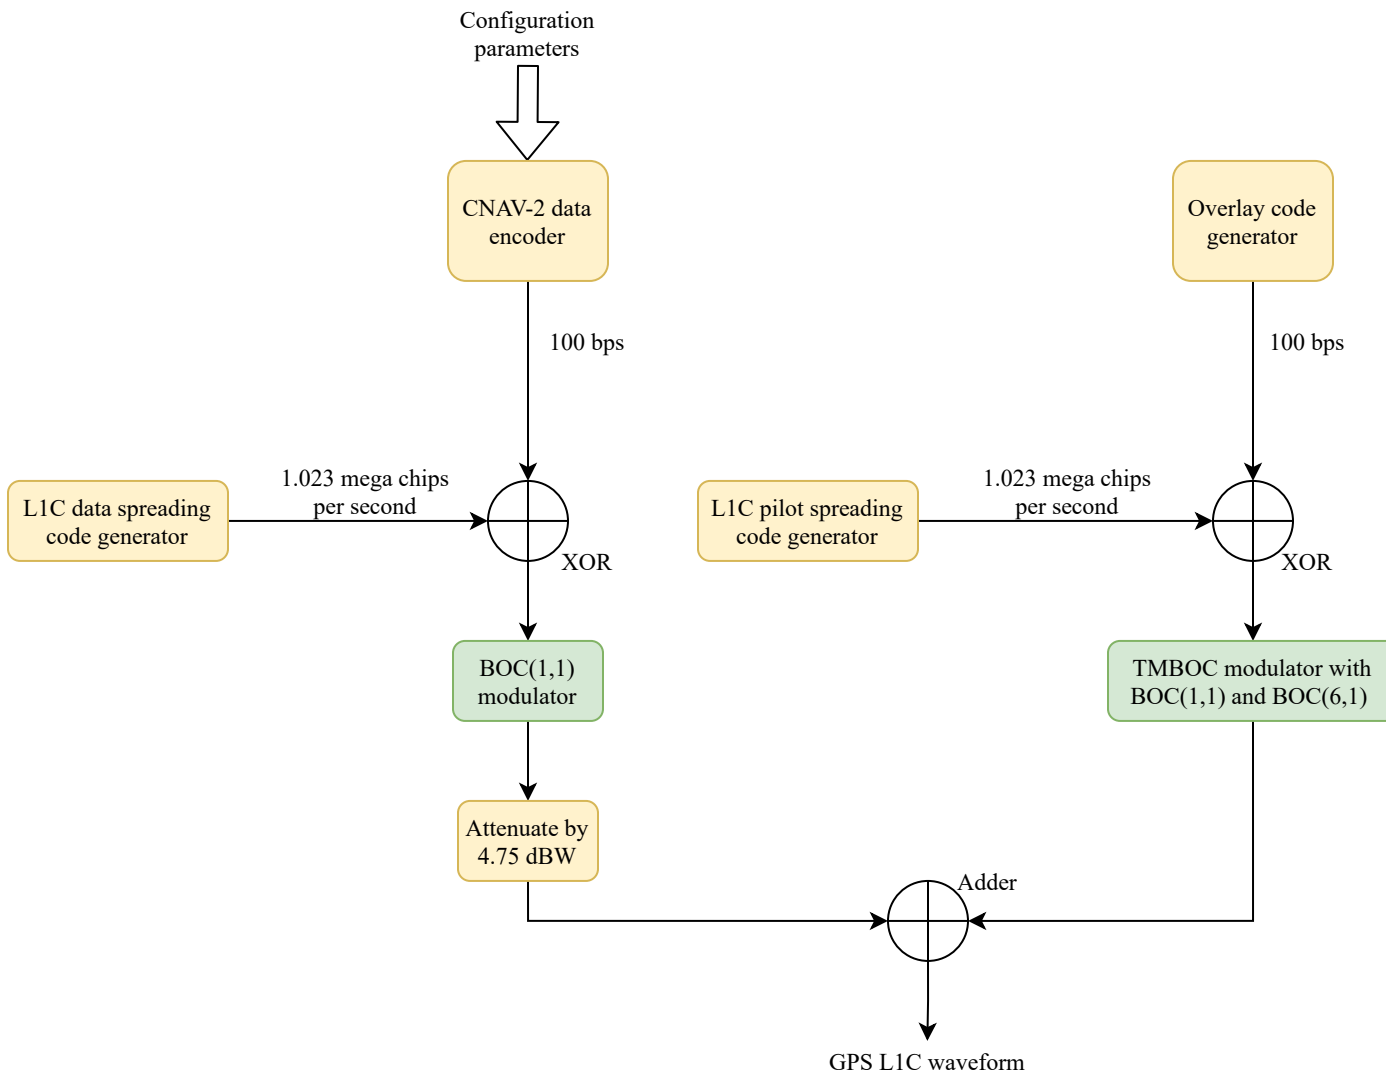 Configuration
parameters
CNAV-2 data
encoder
Overlay code
generator
100 bps
100 bps
1.023 mega chips
per second
1.023 mega chips
per second
L1C data spreading
code generator
L1C pilot spreading
code generator
XOR
XOR
BOC(1,1)
modulator
TMBOC modulator with
BOC(1,1) and BOC(6,1)
Attenuate by
4.75 dBW
Adder
GPS L1C waveform